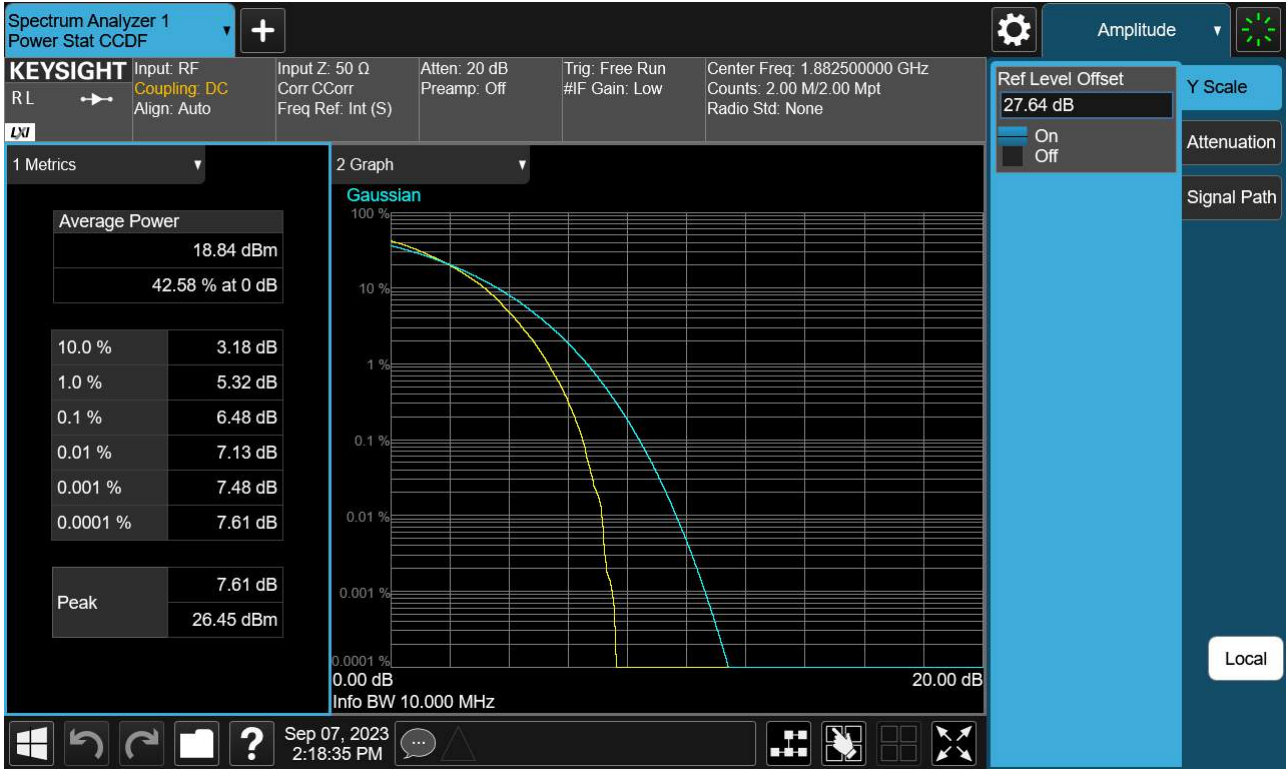 Spectrum Analyzer 1
Power Stat CCDF
+
Amplitude
KEYSIGHT
R L
LXI
Input: RF
Coupling: DC
Align: Auto
Input Z: 50 Ω
Corr CCorr
Freq Ref: Int (S)
Atten: 20 dB
Preamp: Off
Trig: Free Run
#IF Gain: Low
Center Freq: 1.882500000 GHz
Counts: 2.00 M/2.00 Mpt
Radio Std: None
Ref Level Offset
27.64 dB
On
Off
Y Scale
Attenuation
Signal Path
1 Metrics
Average Power
18.84 dBm
42.58 % at 0 dB
10.0 % 3.18 dB
1.0 % 5.32 dB
0.1 % 6.48 dB
0.01 % 7.13 dB
0.001 % 7.48 dB
0.0001 % 7.61 dB
Peak
7.61 dB
26.45 dBm
2 Graph
Gaussian
100 %
10 %
1 %
0.1 %
0.01 %
0.001 %
0.0001 %
0.00 dB 20.00 dB
Info BW 10.000 MHz
Local
?
Sep 07, 2023
2:18:35 PM